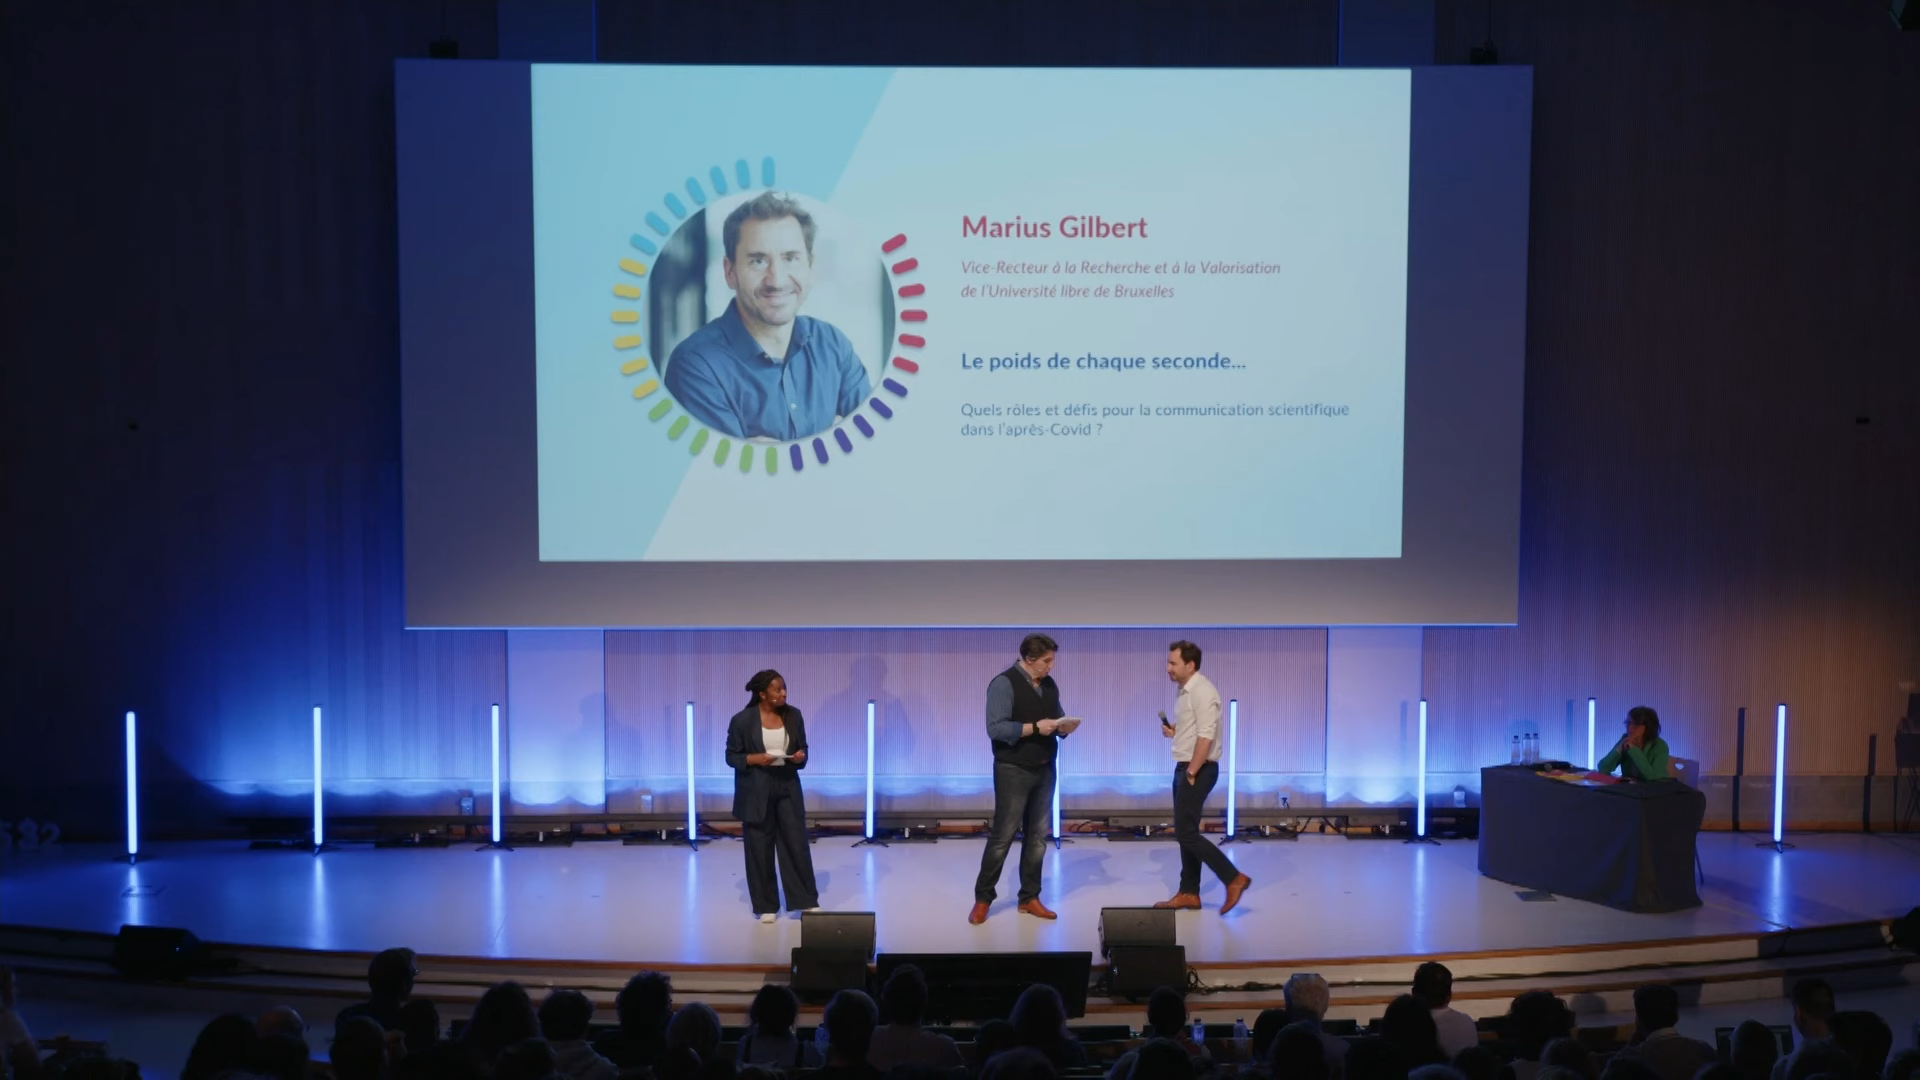 Marius Gilbert
Vice-Recteur à la Recherche et à la Valorisation
de l'Université libre de Bruxelles
Le poids de chaque seconde...
Quels rôles et défis pour la communication scientifique
dans l'après-Covid ?